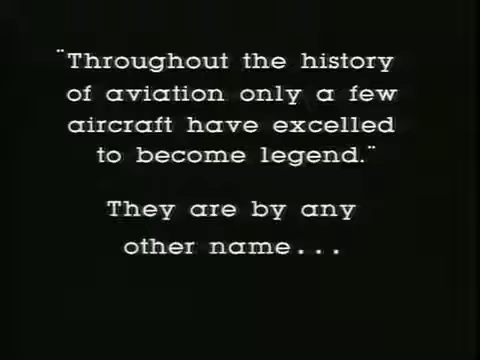 "Throughout the history
of aviation only a few
aircraft have excelled
to become legend."
They are by any
other name...